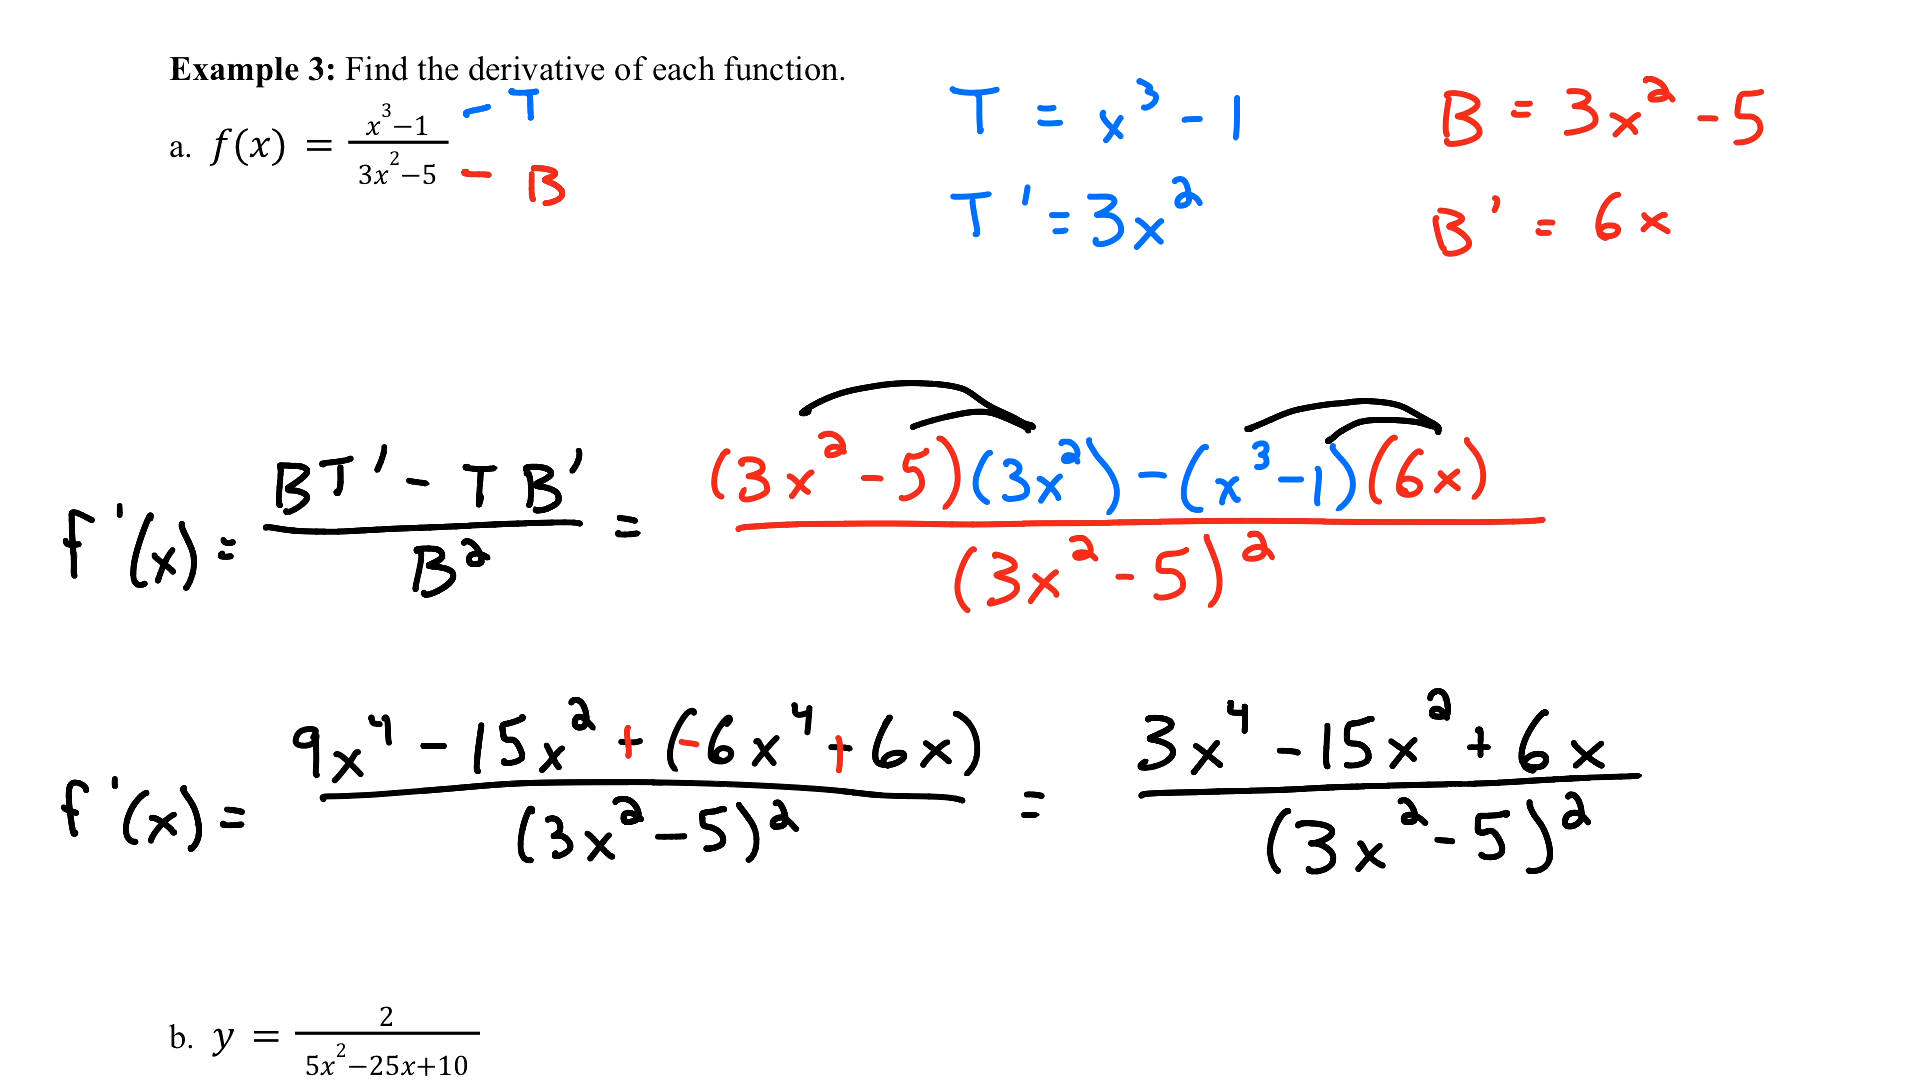 Example 3: Find the derivative of each function.
a. f(x) = (x^3−1)/(3x^2−5) - T - B
T = x^3 - 1
B = 3x^2 - 5
T' = 3x^2
B' = 6x
f'(x) = (BT' - TB')/B^2 = ((3x^2 - 5)(3x^2) - (x^3 - 1)(6x))/(3x^2 - 5)^2
f'(x) = (9x^4 - 15x^2 + (-6x^4 + 6x))/(3x^2 - 5)^2 = (3x^4 - 15x^2 + 6x)/(3x^2 - 5)^2
b. y = 2/(5x^2−25x+10)